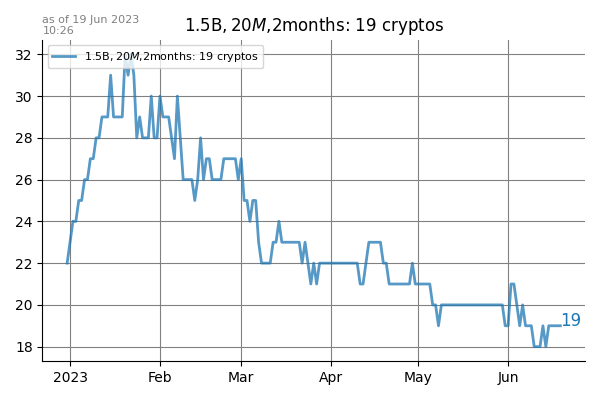 as of 19 Jun 2023
10:26
1.5B, 20M,2months: 19 cryptos
1.5B, 20M,2months: 19 cryptos
32
30
28
26
24
22
20
18
19
2023 Feb Mar Apr May Jun